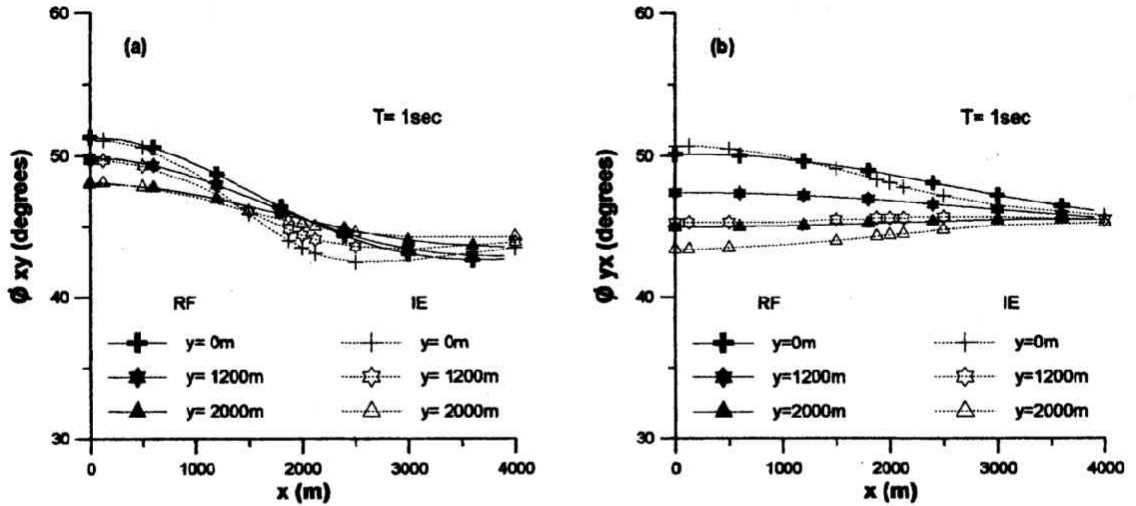 60
(a)
T= 1sec
50
Ø xy (degrees)
40
RF IE
y= 0m y= 0m
y= 1200m y= 1200m
y= 2000m y= 2000m
30
0 1000 2000 3000 4000
x (m)
60
(b)
T= 1sec
50
Ø yx (degrees)
40
RF IE
y=0m y=0m
y=1200m y=1200m
y=2000m y=2000m
30
0 1000 2000 3000 4000
x (m)